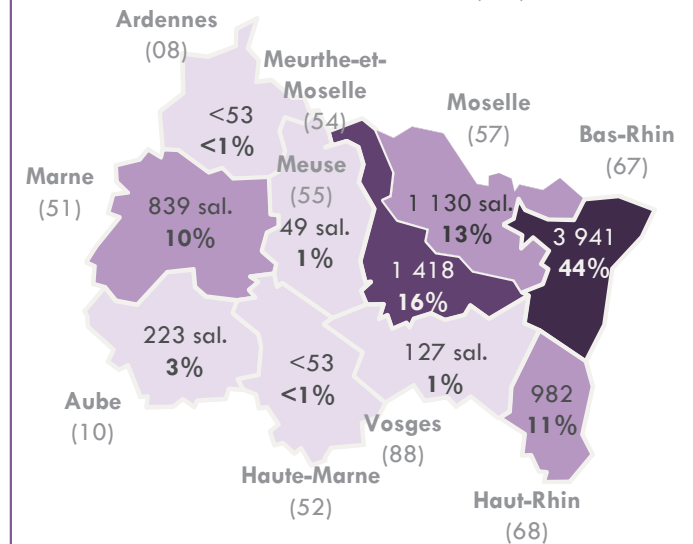 Ardennes
(08)
<53
<1%
Meurthe-et-
Moselle
(54)
Moselle
(57)
Bas-Rhin
(67)
Marne
(51)
839 sal.
10%
Meuse
(55)
49 sal.
1%
1 130 sal.
13%
3 941
44%
1 418
16%
223 sal.
3%
<53
<1%
127 sal.
1%
982
11%
Aube
(10)
Vosges
(88)
Haute-Marne
(52)
Haut-Rhin
(68)